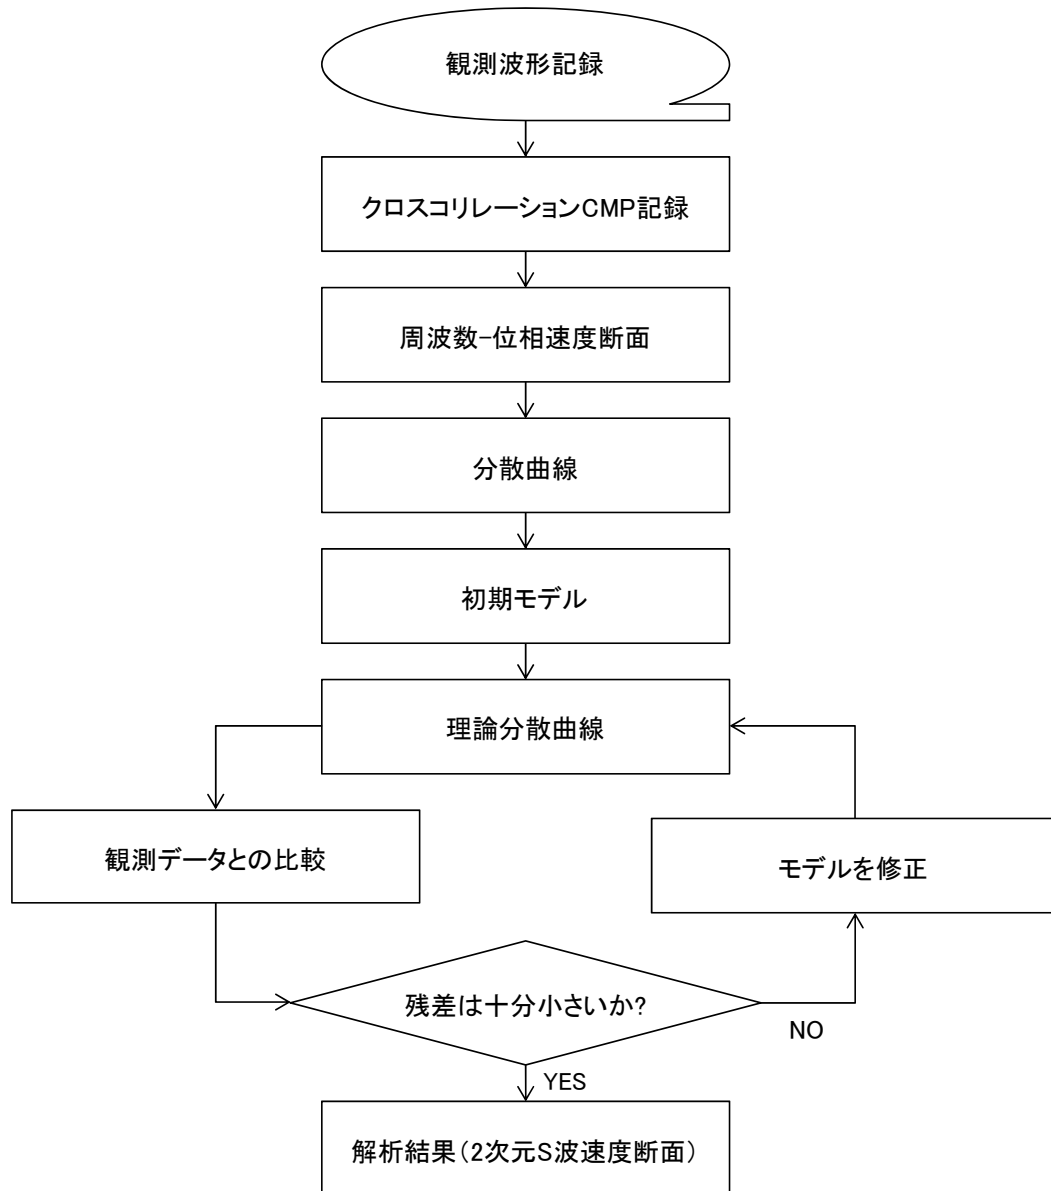 観測波形記録
クロスコリレーションCMP記録
周波数-位相速度断面
分散曲線
初期モデル
理論分散曲線
観測データとの比較
モデルを修正
残差は十分小さいか?
NO
YES
解析結果(2次元S波速度断面)